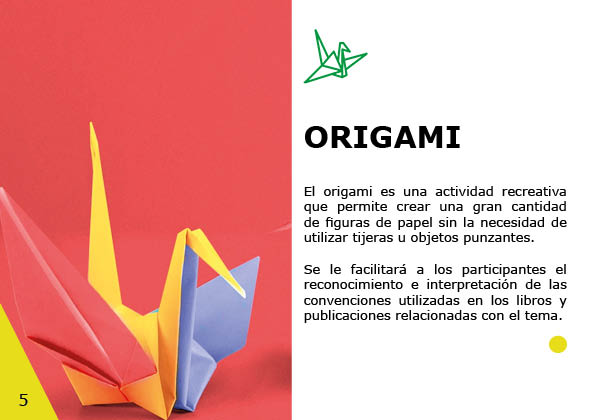 ORIGAMI
El origami es una actividad recreativa
que permite crear una gran cantidad
de figuras de papel sin la necesidad de
utilizar tijeras u objetos punzantes.
Se le facilitará a los participantes el
reconocimiento e interpretación de las
convenciones utilizadas en los libros y
publicaciones relacionadas con el tema.
5